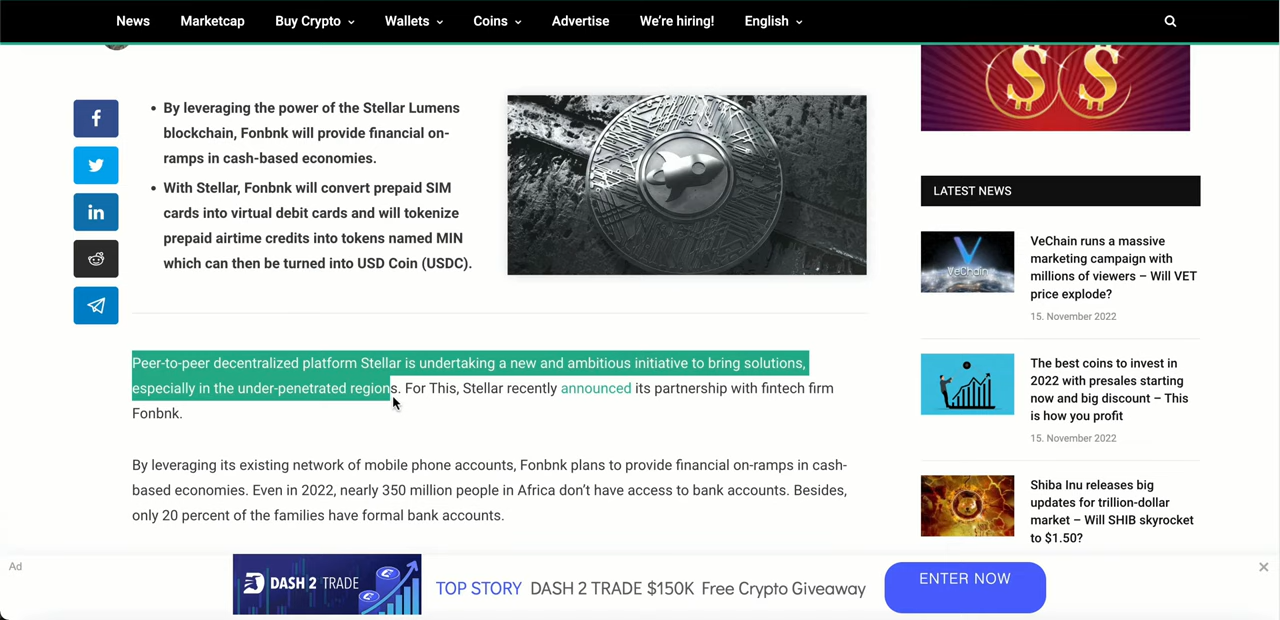 News Marketcap Buy Crypto Wallets Coins Advertise We're hiring! English
• By leveraging the power of the Stellar Lumens
blockchain, Fonbnk will provide financial on-
ramps in cash-based economies.
• With Stellar, Fonbnk will convert prepaid SIM
cards into virtual debit cards and will tokenize
prepaid airtime credits into tokens named MIN
which can then be turned into USD Coin (USDC).
Peer-to-peer decentralized platform Stellar is undertaking a new and ambitious initiative to bring solutions,
especially in the under-penetrated regions. For This, Stellar recently announced its partnership with fintech firm
Fonbnk.
By leveraging its existing network of mobile phone accounts, Fonbnk plans to provide financial on-ramps in cash-
based economies. Even in 2022, nearly 350 million people in Africa don't have access to bank accounts. Besides,
only 20 percent of the families have formal bank accounts.
LATEST NEWS
VeChain
VeChain runs a massive
marketing campaign with
millions of viewers – Will VET
price explode?
15. November 2022
The best coins to invest in
2022 with presales starting
now and big discount – This
is how you profit
15. November 2022
Shiba Inu releases big
updates for trillion-dollar
market – Will SHIB skyrocket
to $1.50?
Ad
DASH 2 TRADE
TOP STORY DASH 2 TRADE $150K Free Crypto Giveaway
ENTER NOW